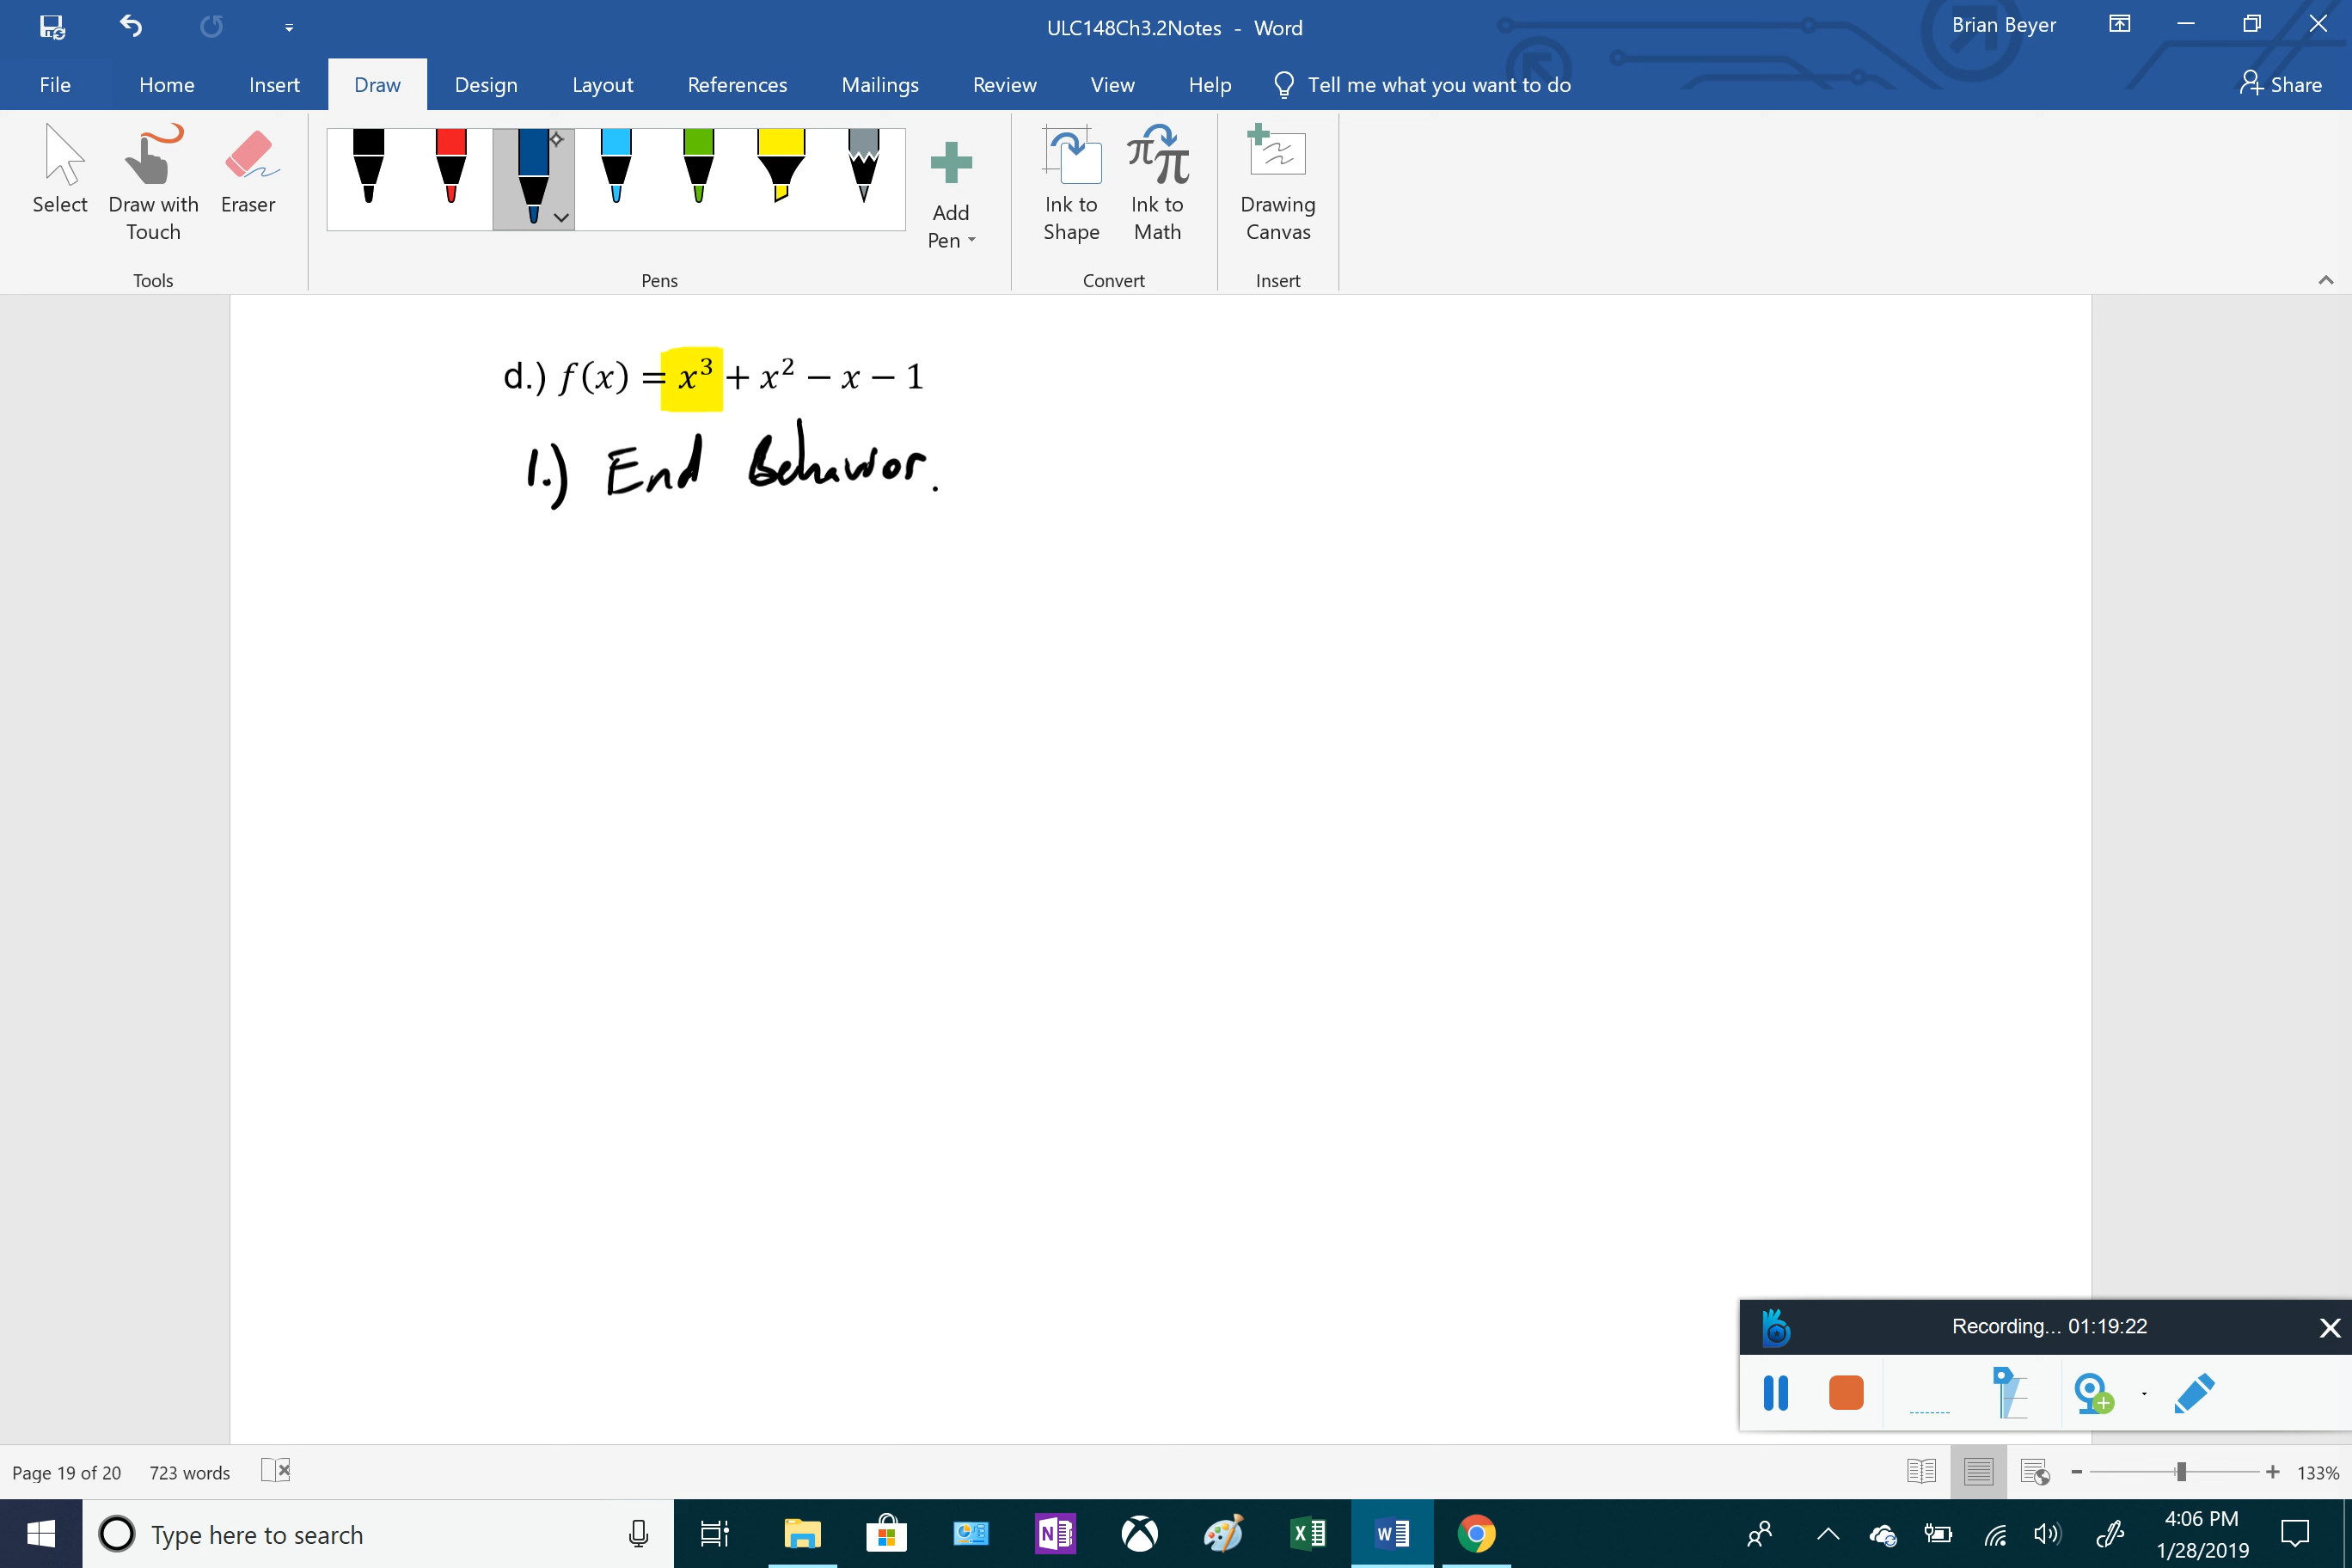 ULC148Ch3.2Notes - Word
Brian Beyer
File Home Insert Draw Design Layout References Mailings Review View Help Tell me what you want to do Share
Select Draw with Touch Eraser
Add Pen
Ink to Shape Ink to Math
Drawing Canvas
Tools Pens Convert Insert
d.) f(x) = x³ + x² − x − 1
1.) End Behavior.
Recording... 01:19:22
Page 19 of 20 723 words 133%
Type here to search
4:06 PM
1/28/2019